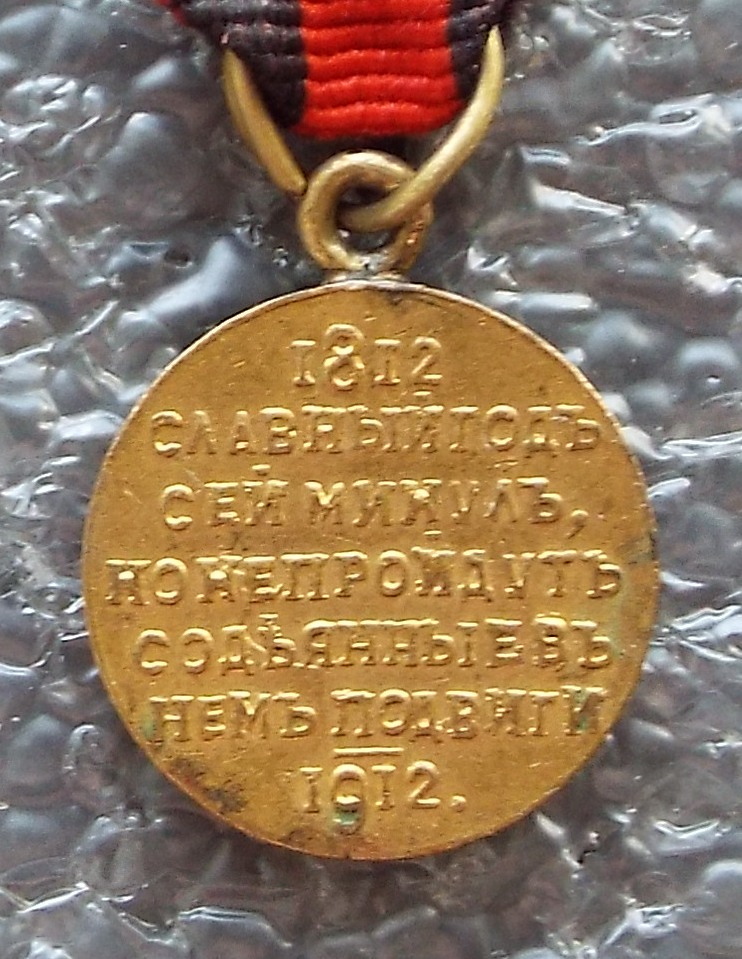 1812
СЛАВНЫЙ ГОДЪ
СЕЙ МИНУЛЪ,
НО НЕ ПРОЙДУТЪ
СОДѢЯННЫЕ ВЪ
НЕМЪ ПОДВИГИ
1912.